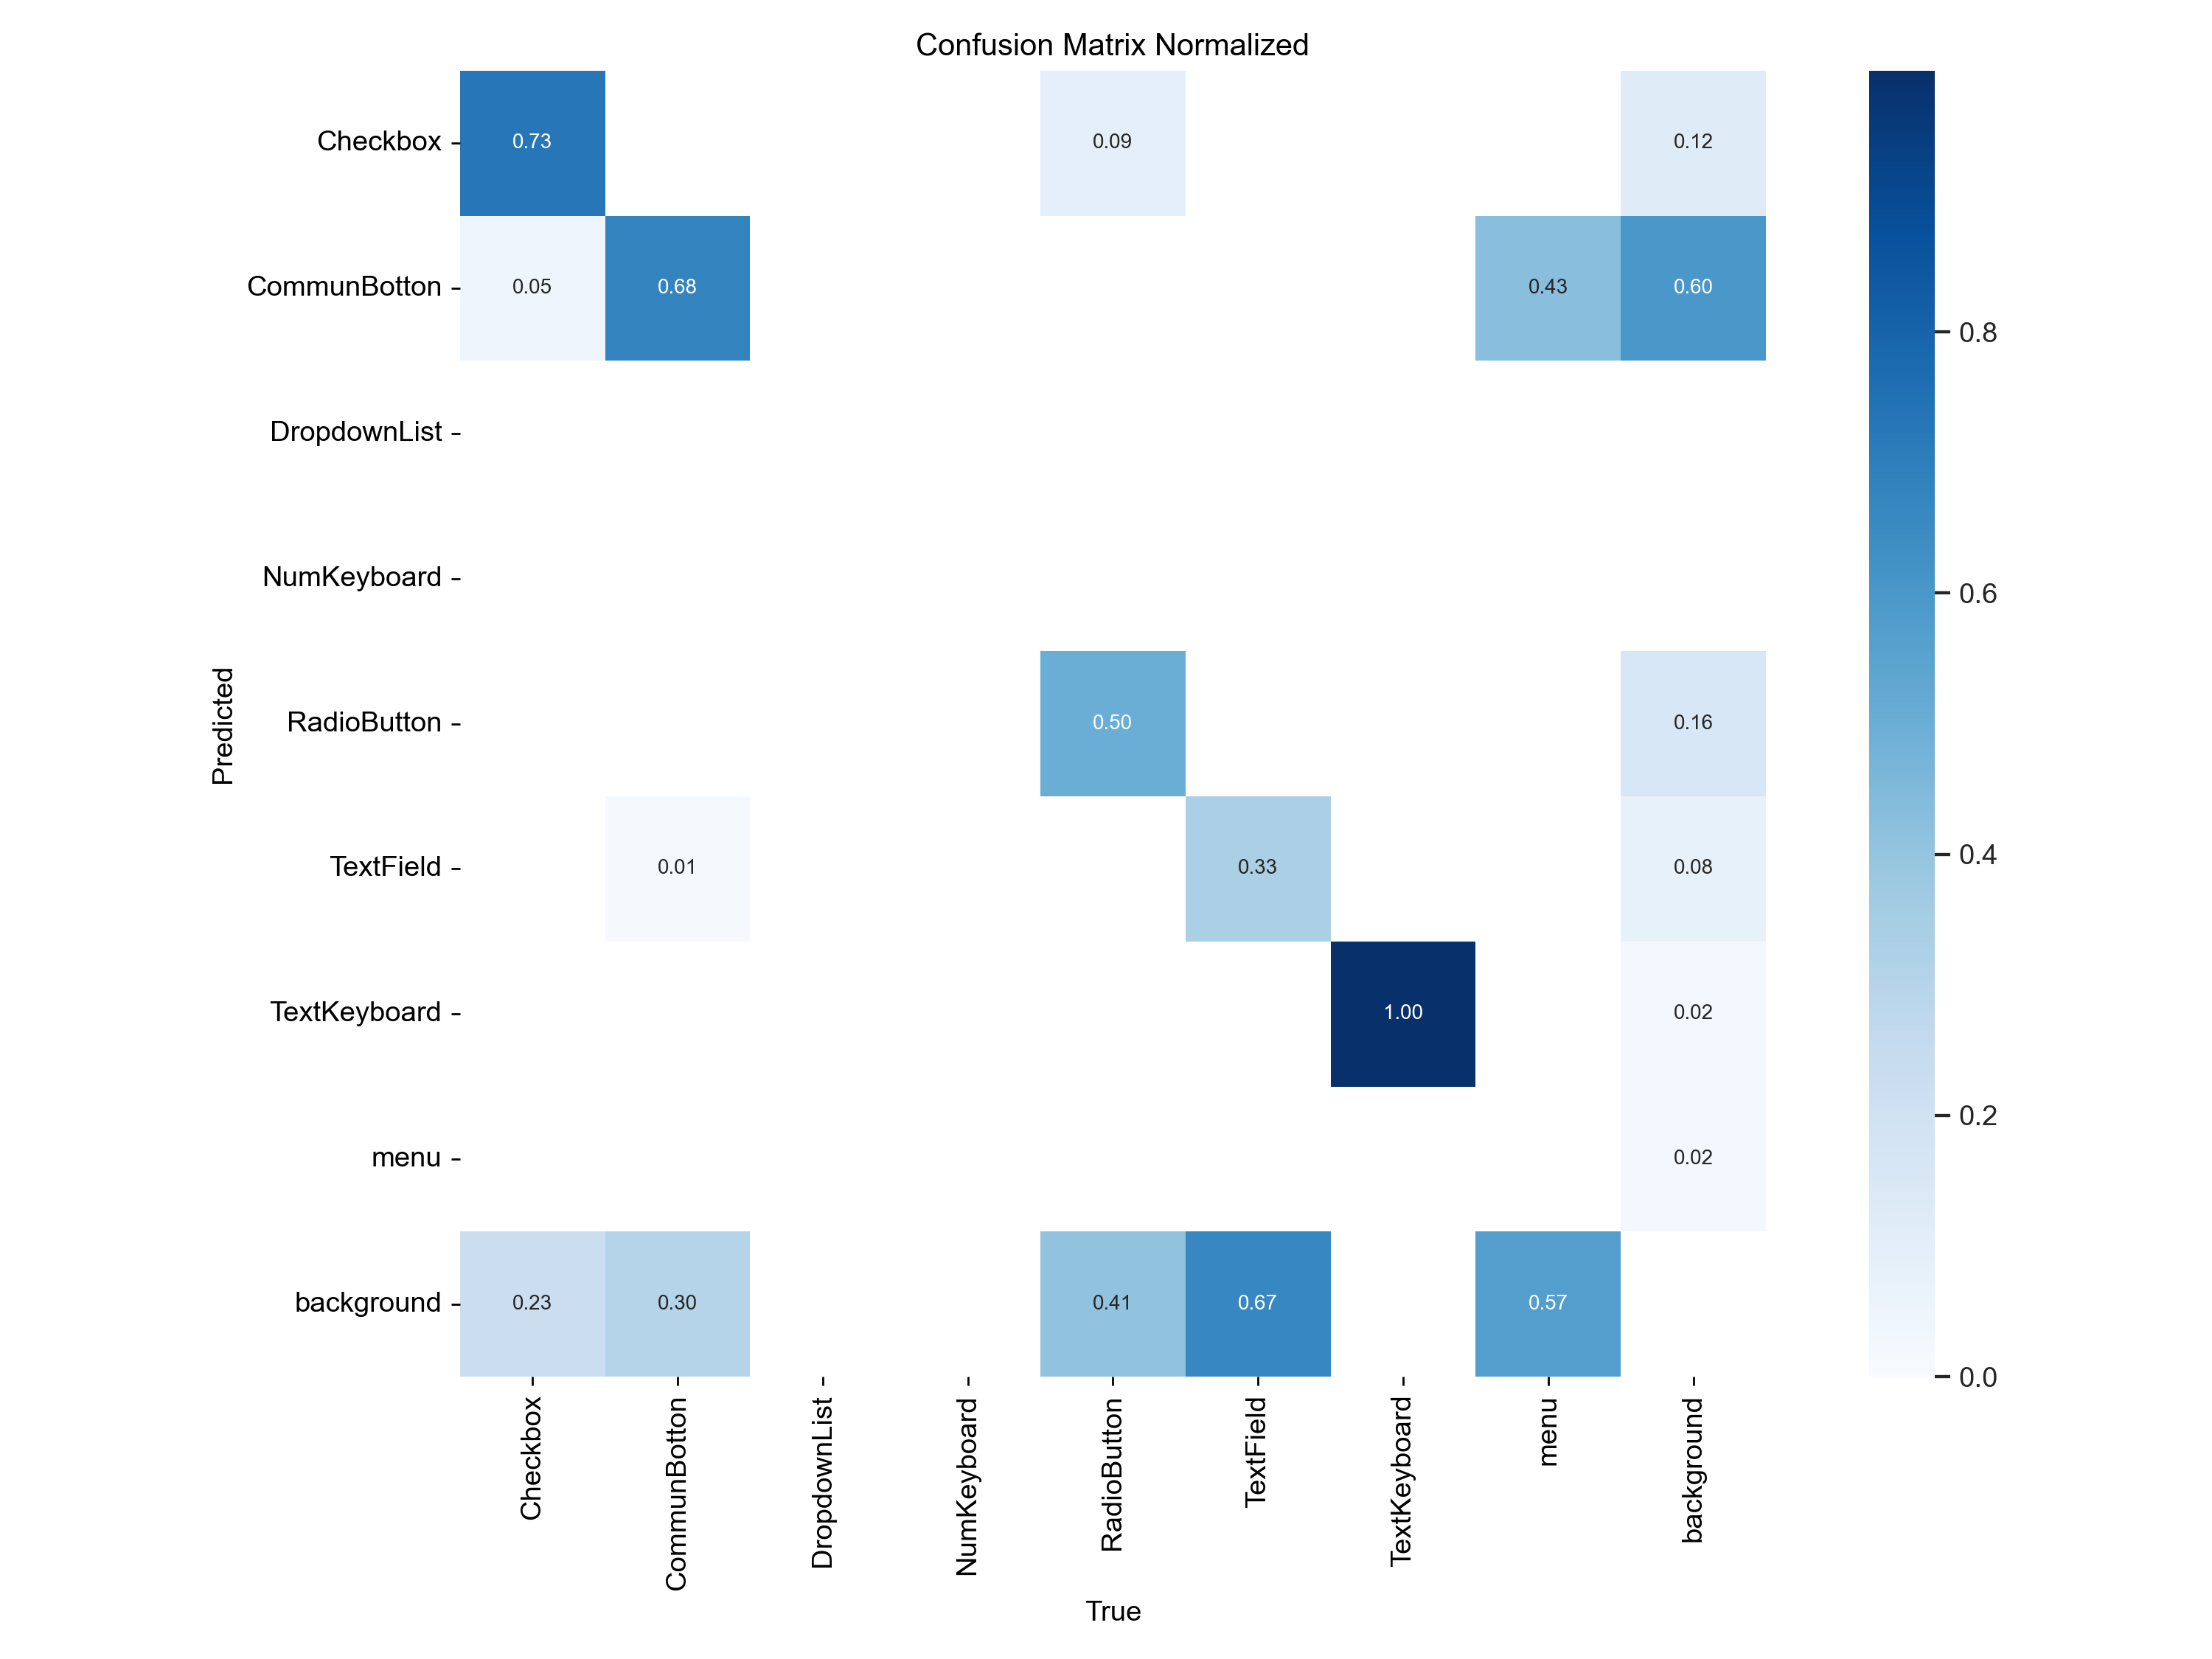 Confusion Matrix Normalized
Checkbox 0.73 0.09 0.12
CommunBotton 0.05 0.68 0.43 0.60
DropdownList
NumKeyboard
RadioButton 0.50 0.16
TextField 0.01 0.33 0.08
TextKeyboard 1.00 0.02
menu 0.02
background 0.23 0.30 0.41 0.67 0.57
Predicted
Checkbox
CommunBotton
DropdownList
NumKeyboard
RadioButton
TextField
TextKeyboard
menu
background
True
0.8
0.6
0.4
0.2
0.0